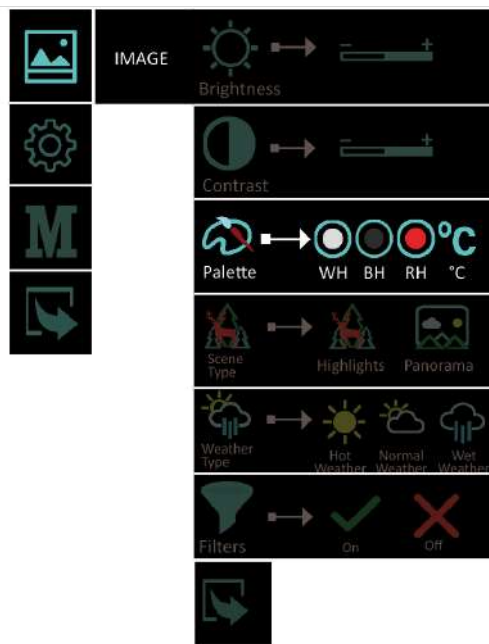 IMAGE
- +
Brightness
- +
Contrast
°C
Palette WH BH RH °C
Scene
Type
Highlights Panorama
Weather
Type
Hot
Weather
Normal
Weather
Wet
Weather
Filters On Off
M